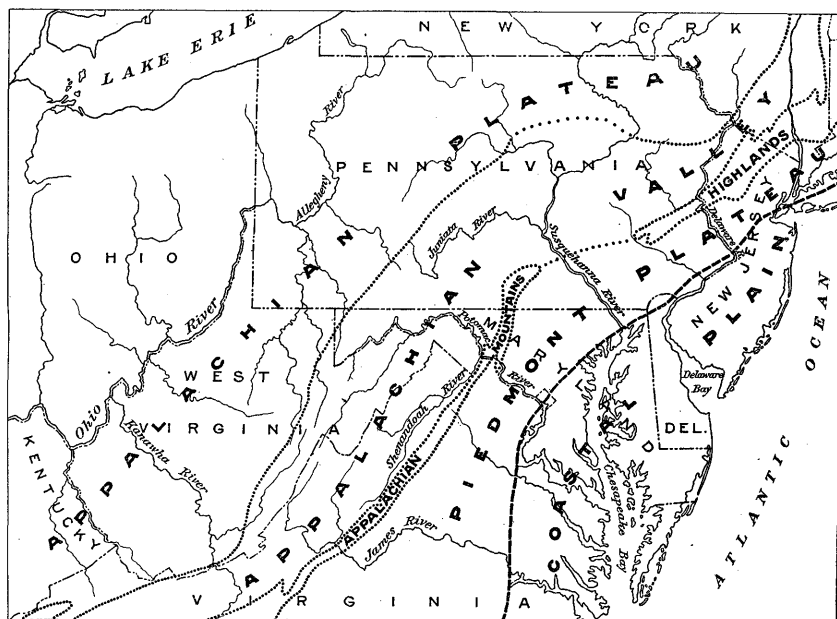 LAKE ERIE
NEW YORK
APPALACHIAN PLATEAU
Allegheny River
PENNSYLVANIA
APPALACHIAN VALLEY
HIGHLANDS
Juniata River
Susquehanna River
Delaware
PIEDMONT PLATEAU
NEW JERSEY
OHIO
Ohio River
WEST VIRGINIA
Potomac River
APPALACHIAN MOUNTAINS
MARYLAND
COASTAL PLAIN
Delaware Bay
DEL.
Shenandoah River
Kanawha River
KENTUCKY
James River
Chesapeake Bay
VIRGINIA
ATLANTIC OCEAN